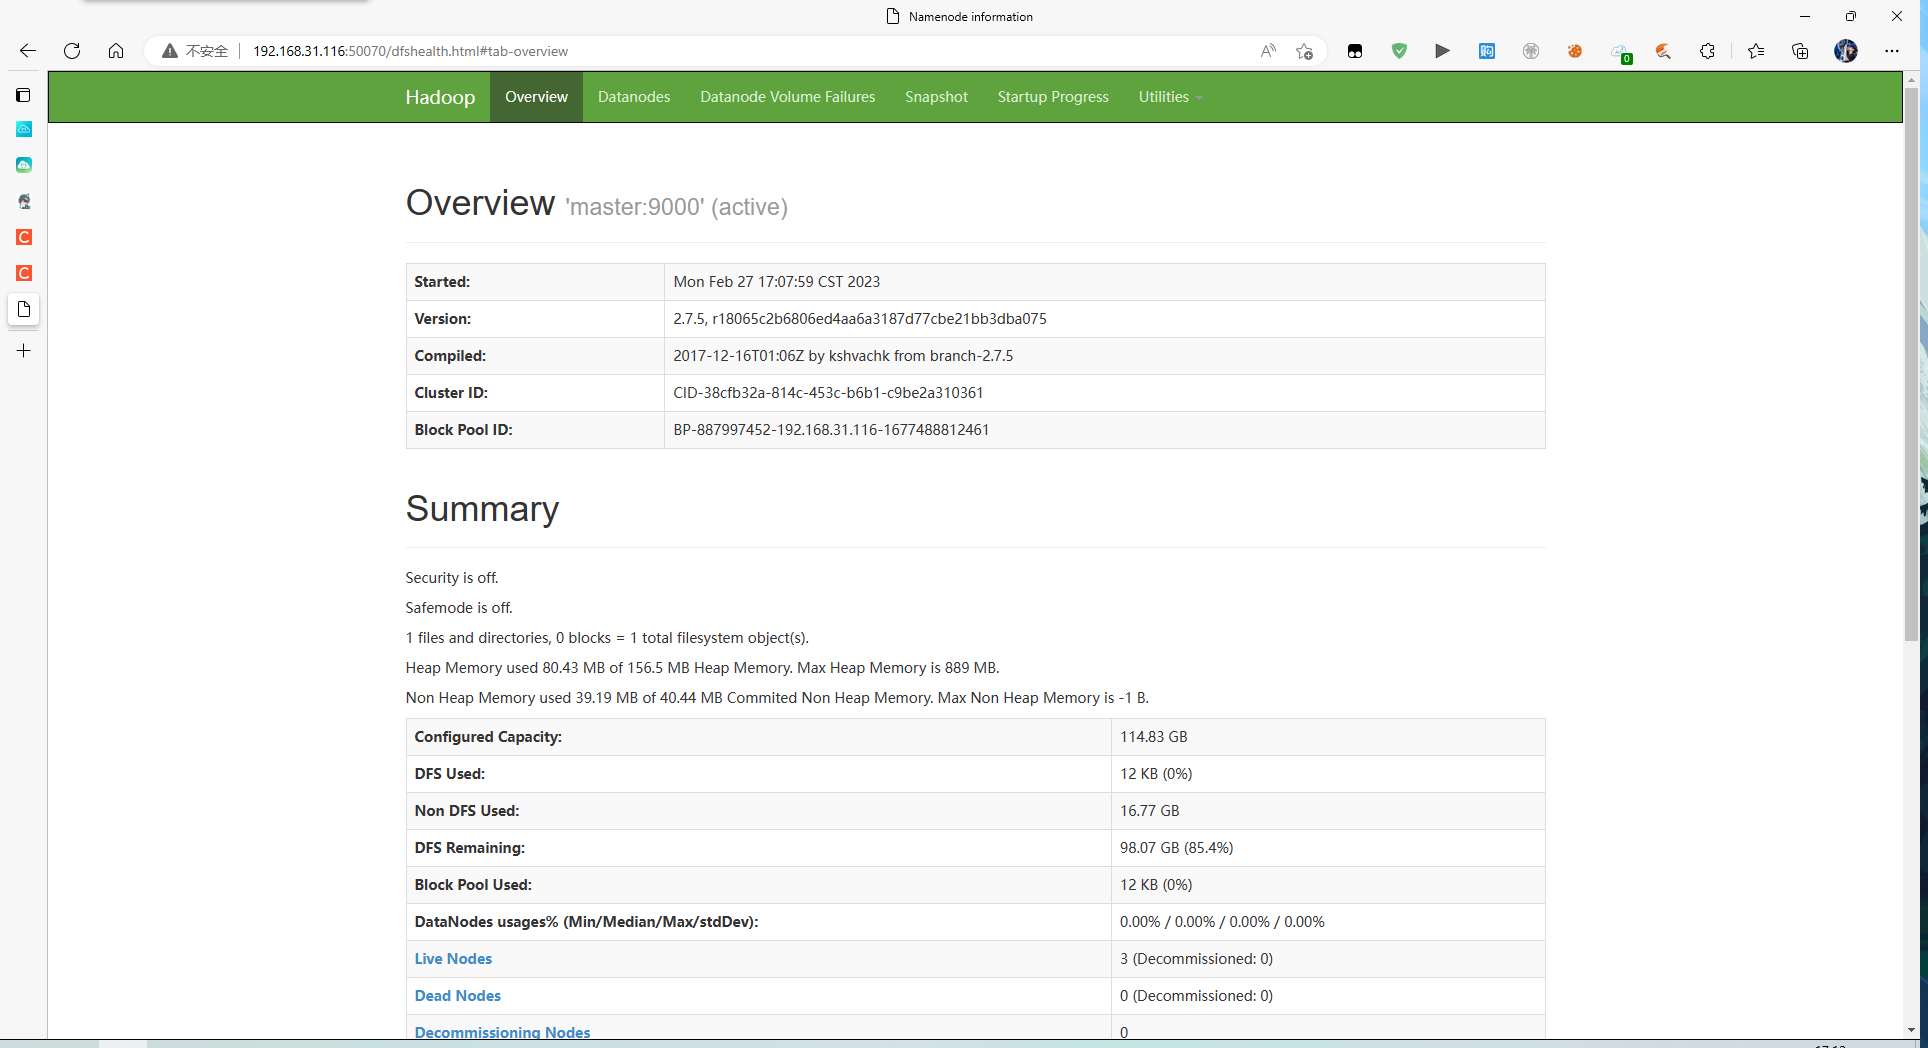 Namenode information
不安全 192.168.31.116:50070/dfshealth.html#tab-overview
0
Hadoop Overview Datanodes Datanode Volume Failures Snapshot Startup Progress Utilities
Overview 'master:9000' (active)
Started: Mon Feb 27 17:07:59 CST 2023
Version: 2.7.5, r18065c2b6806ed4aa6a3187d77cbe21bb3dba075
Compiled: 2017-12-16T01:06Z by kshvachk from branch-2.7.5
Cluster ID: CID-38cfb32a-814c-453c-b6b1-c9be2a310361
Block Pool ID: BP-887997452-192.168.31.116-1677488812461
Summary
Security is off.
Safemode is off.
1 files and directories, 0 blocks = 1 total filesystem object(s).
Heap Memory used 80.43 MB of 156.5 MB Heap Memory. Max Heap Memory is 889 MB.
Non Heap Memory used 39.19 MB of 40.44 MB Commited Non Heap Memory. Max Non Heap Memory is -1 B.
Configured Capacity: 114.83 GB
DFS Used: 12 KB (0%)
Non DFS Used: 16.77 GB
DFS Remaining: 98.07 GB (85.4%)
Block Pool Used: 12 KB (0%)
DataNodes usages% (Min/Median/Max/stdDev): 0.00% / 0.00% / 0.00% / 0.00%
Live Nodes 3 (Decommissioned: 0)
Dead Nodes 0 (Decommissioned: 0)
Decommissioning Nodes 0